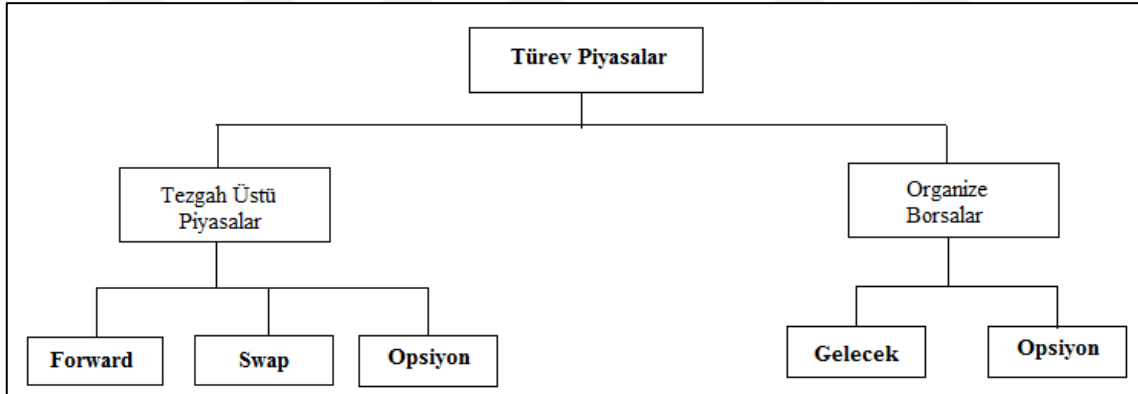 Türev Piyasalar
Tezgah Üstü
Piyasalar
Organize
Borsalar
Forward
Swap
Opsiyon
Gelecek
Opsiyon